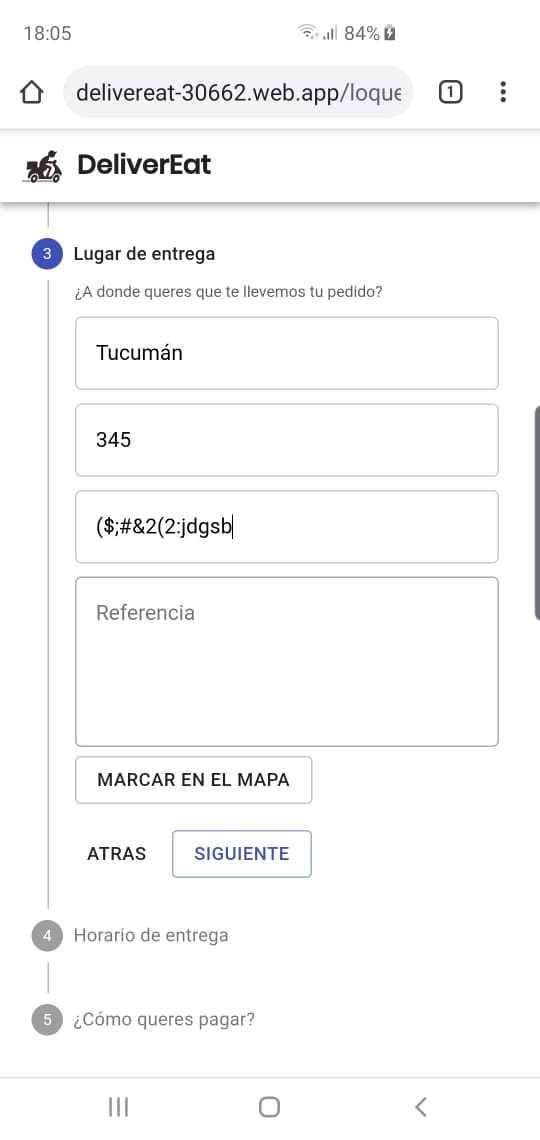 18:05
84%
delivereat-30662.web.app/loque
1
DeliverEat
3 Lugar de entrega
¿A donde queres que te llevemos tu pedido?
Tucumán
345
($;#&2(2:jdgsb
Referencia
MARCAR EN EL MAPA
ATRAS SIGUIENTE
4 Horario de entrega
5 ¿Cómo queres pagar?